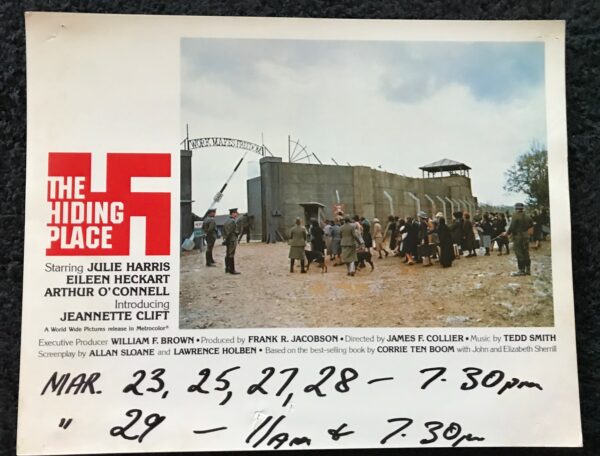 WORK MAKES FREEDOM
THE
HIDING
PLACE
Starring JULIE HARRIS
EILEEN HECKART
ARTHUR O'CONNELL
Introducing
JEANNETTE CLIFT
A World Wide Pictures release in Metrocolor®
Executive Producer WILLIAM F. BROWN • Produced by FRANK R. JACOBSON • Directed by JAMES F. COLLIER • Music by TEDD SMITH
Screenplay by ALLAN SLOANE and LAWRENCE HOLBEN • Based on the best-selling book by CORRIE TEN BOOM with John and Elizabeth Sherrill
MAR. 23, 25, 27, 28 – 7.30pm
" 29 – 11am & 7.30pm